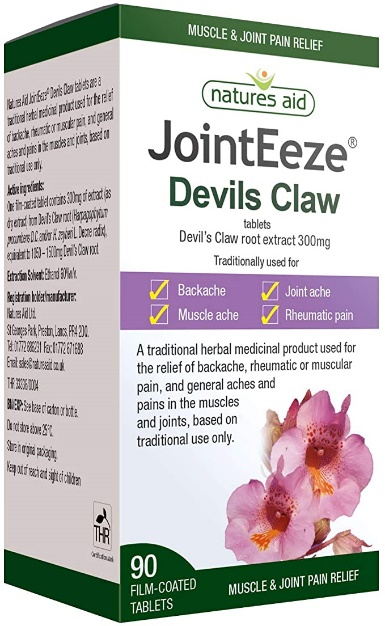 MUSCLE & JOINT PAIN RELIEF
natures aid
JointEeze®
Devils Claw
tablets
Devil's Claw root extract 300mg
Traditionally used for
Backache
Joint ache
Muscle ache
Rheumatic pain
A traditional herbal medicinal product used for
the relief of backache, rheumatic or muscular
pain, and general aches and
pains in the muscles
and joints, based on
traditional use only.
90
FILM-COATED
TABLETS
MUSCLE & JOINT PAIN RELIEF
Natures Aid JointEeze® Devils Claw tablets are a
traditional herbal medicinal product used for the relief
of backache, rheumatic or muscular pain, and general
aches and pains in the muscles and joints, based on
traditional use only.
Active ingredients:
One film-coated tablet contains 300mg of extract (as
dry extract) from Devil's Claw root (Harpagophytum
procumbens D.C. and/or H. zeyheri L. Decne radix),
equivalent to 1050 – 1500mg Devil's Claw root
Extraction Solvent: Ethanol 60%v/v.
Registration holder/manufacturer:
Natures Aid Ltd.
St Georges Park, Preston, Lancs, PR4 2DQ.
Tel: 01772 686231 Fax: 01772 671688
Email: sales@naturesaid.co.uk
THR 33336/0004
BN/EXP: See base of carton or bottle.
Do not store above 25°C.
Store in original packaging.
Keep out of reach and sight of children
THR
Certification mark